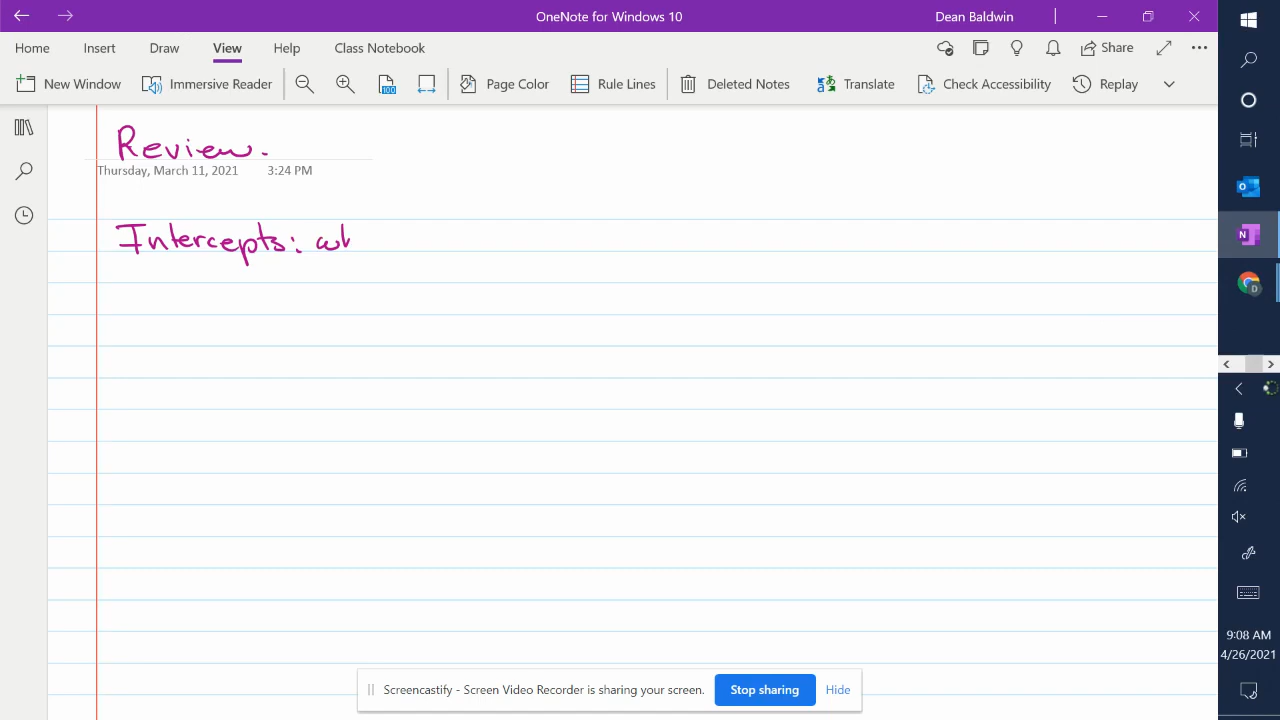 OneNote for Windows 10
Dean Baldwin
Home Insert Draw View Help Class Notebook Share
New Window Immersive Reader 100 Page Color Rule Lines Deleted Notes Translate Check Accessibility Replay
Review.
Thursday, March 11, 2021 3:24 PM
Intercepts: wh
Screencastify - Screen Video Recorder is sharing your screen. Stop sharing Hide
N
D
9:08 AM
4/26/2021